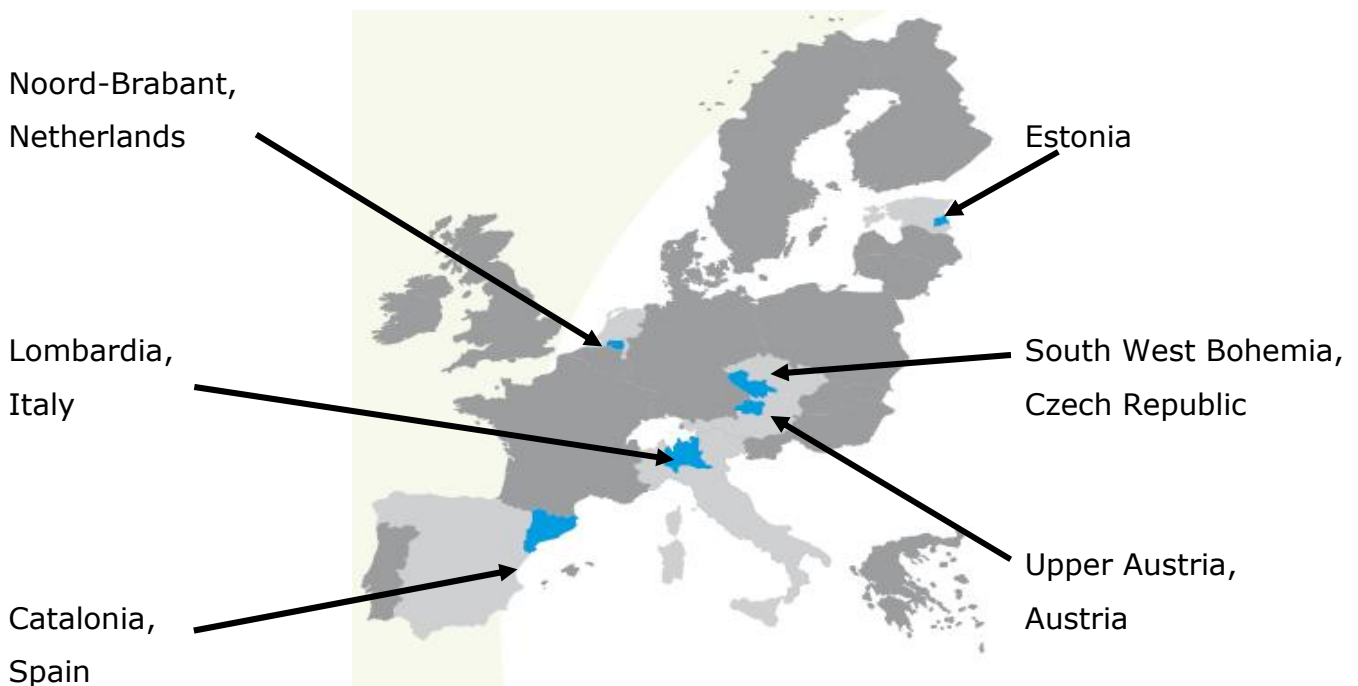 Noord-Brabant,
Netherlands
Lombardia,
Italy
Catalonia,
Spain
Estonia
South West Bohemia,
Czech Republic
Upper Austria,
Austria